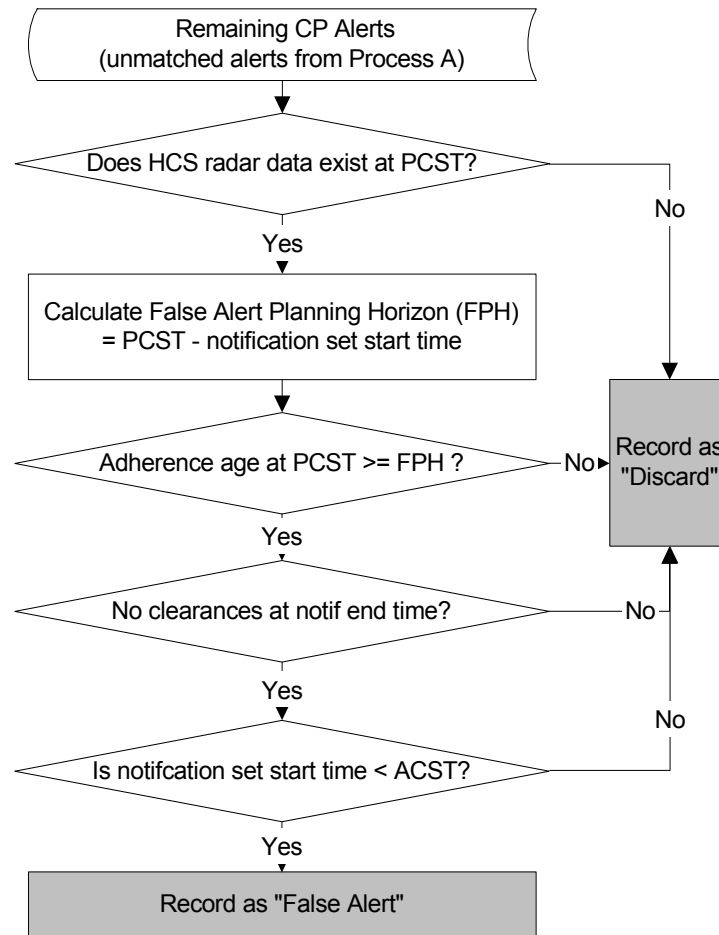 Remaining CP Alerts
(unmatched alerts from Process A)
Does HCS radar data exist at PCST?
No
Yes
Calculate False Alert Planning Horizon (FPH)
= PCST - notification set start time
Adherence age at PCST >= FPH ?
No
Record as
"Discard"
Yes
No clearances at notif end time?
No
Yes
No
Is notifcation set start time < ACST?
Yes
Record as "False Alert"